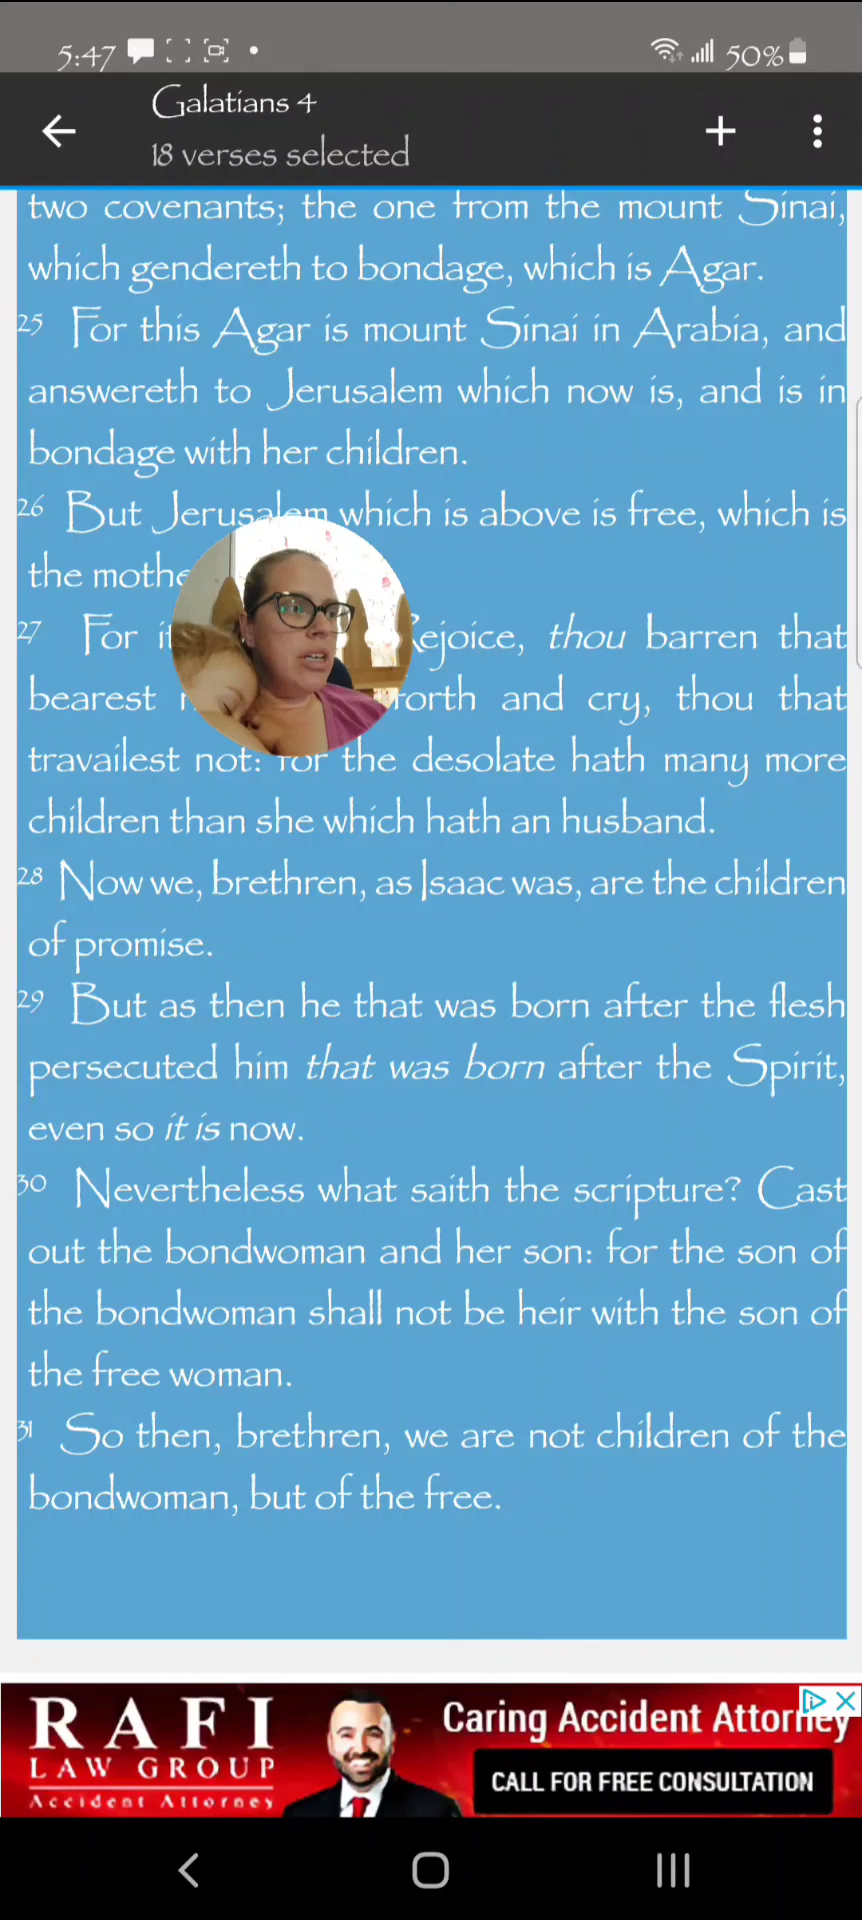 5:47
50%
Galatians 4
18 verses selected
two covenants; the one from the mount Sinai,
which gendereth to bondage, which is Agar.
25 For this Agar is mount Sinai in Arabia, and
answereth to Jerusalem which now is, and is in
bondage with her children.
26 But Jerusalem which is above is free, which is
the
27 For Rejoice, thou barren that
bearest forth and cry, thou that
travailest not: for the desolate hath many more
children than she which hath an husband.
28 Now we, brethren, as Isaac was, are the children
of promise.
29 But as then he that was born after the flesh
persecuted him that was born after the Spirit,
even so it is now.
30 Nevertheless what saith the scripture? Cast
out the bondwoman and her son: for the son of
the bondwoman shall not be heir with the son of
the free woman.
31 So then, brethren, we are not children of the
bondwoman, but of the free.
RAFI
LAW GROUP
Accident Attorney
Caring Accident Attorney
CALL FOR FREE CONSULTATION